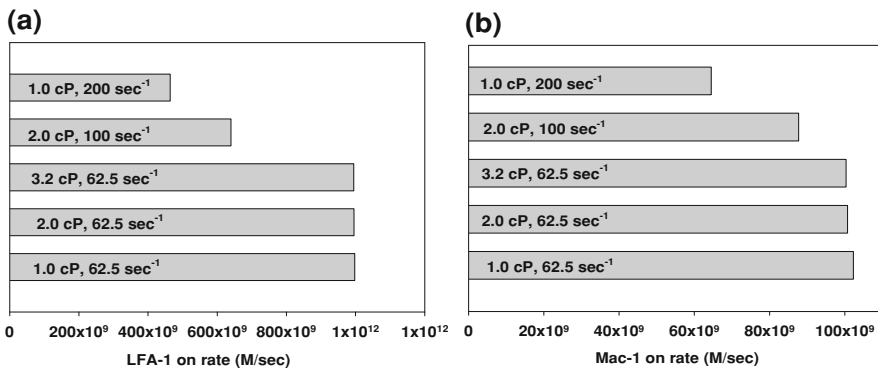 (a)
1.0 cP, 200 sec⁻¹
2.0 cP, 100 sec⁻¹
3.2 cP, 62.5 sec⁻¹
2.0 cP, 62.5 sec⁻¹
1.0 cP, 62.5 sec⁻¹
0 200x10⁹ 400x10⁹ 600x10⁹ 800x10⁹ 1x10¹² 1x10¹²
LFA-1 on rate (M/sec)
(b)
1.0 cP, 200 sec⁻¹
2.0 cP, 100 sec⁻¹
3.2 cP, 62.5 sec⁻¹
2.0 cP, 62.5 sec⁻¹
1.0 cP, 62.5 sec⁻¹
0 20x10⁹ 40x10⁹ 60x10⁹ 80x10⁹ 100x10⁹
Mac-1 on rate (M/sec)